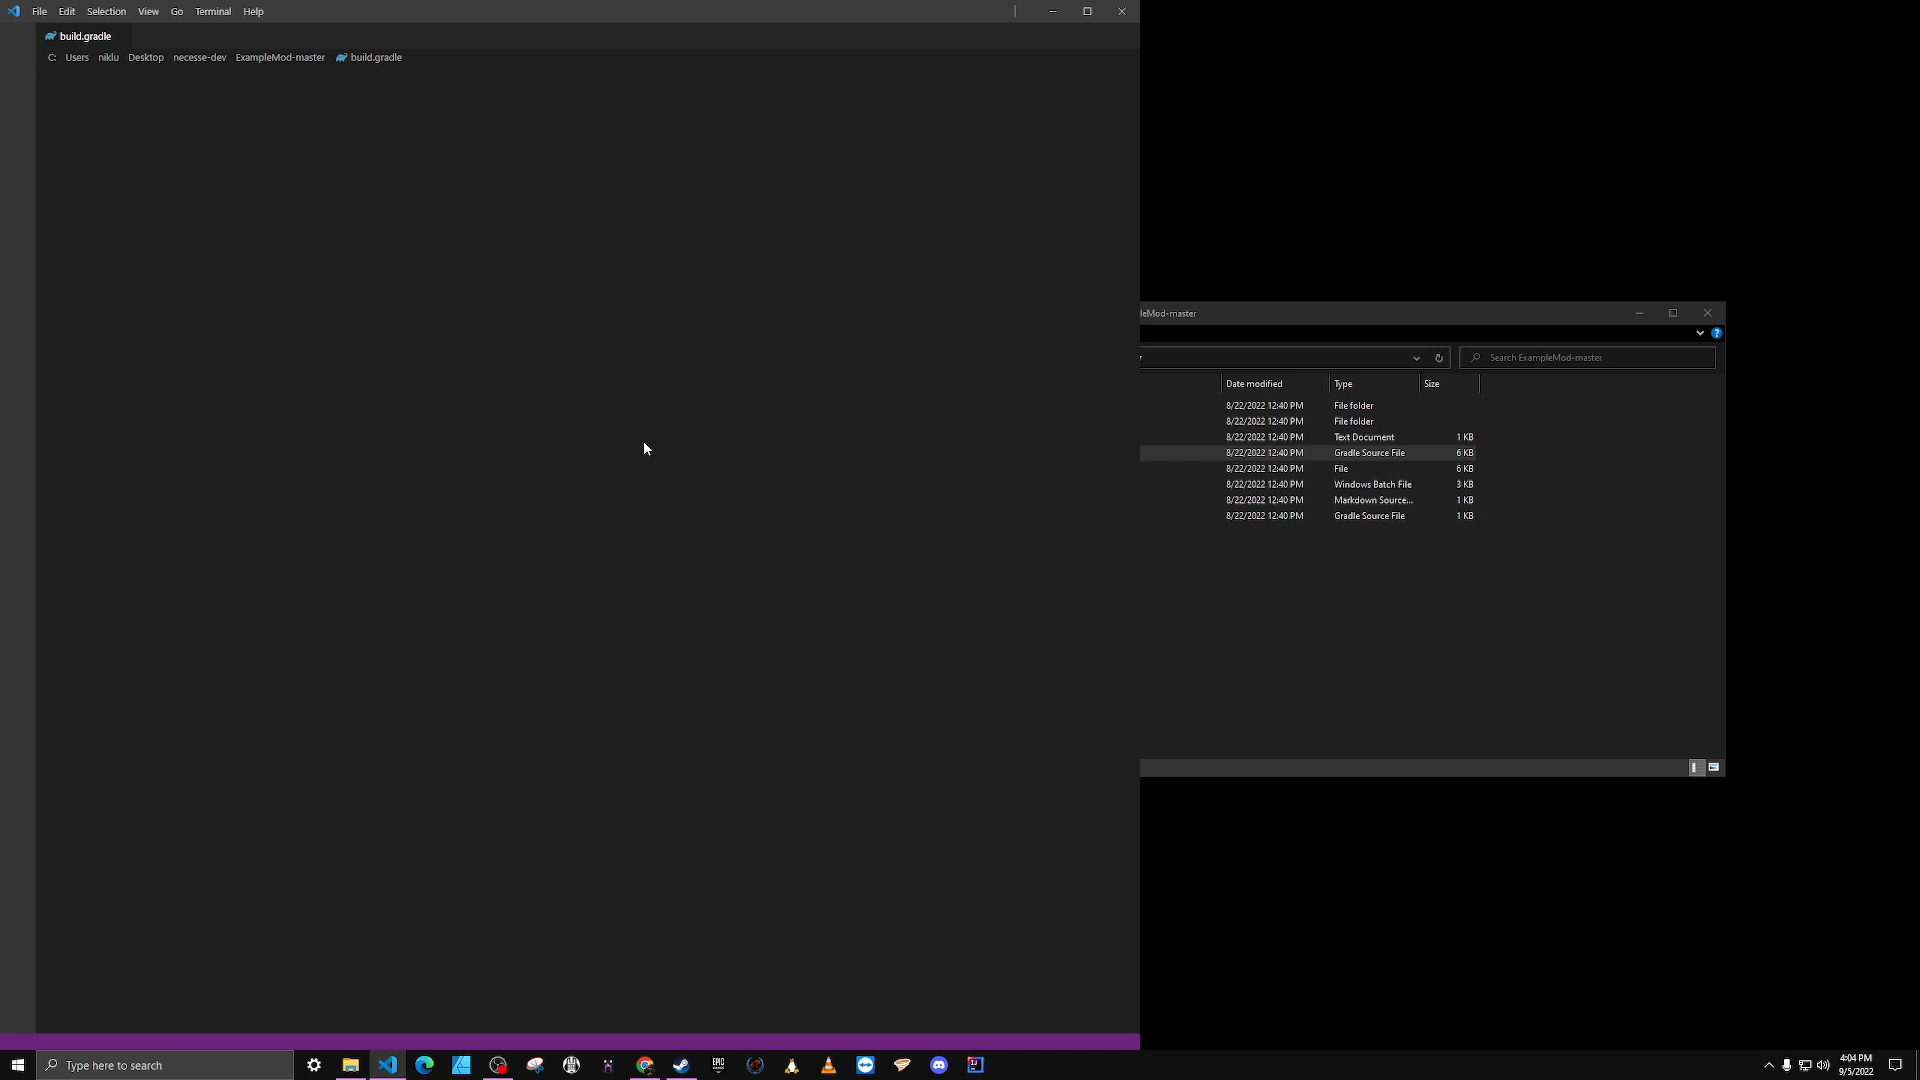 File Edit Selection View Go Terminal Help
build.gradle
C: Users niklu Desktop necesse-dev ExampleMod-master build.gradle
leMod-master
Search ExampleMod-master
Date modified Type Size
8/22/2022 12:40 PM File folder
8/22/2022 12:40 PM File folder
8/22/2022 12:40 PM Text Document 1 KB
8/22/2022 12:40 PM Gradle Source File 6 KB
8/22/2022 12:40 PM File 6 KB
8/22/2022 12:40 PM Windows Batch File 3 KB
8/22/2022 12:40 PM Markdown Source... 1 KB
8/22/2022 12:40 PM Gradle Source File 1 KB
Type here to search
EPIC
4:04 PM
9/5/2022